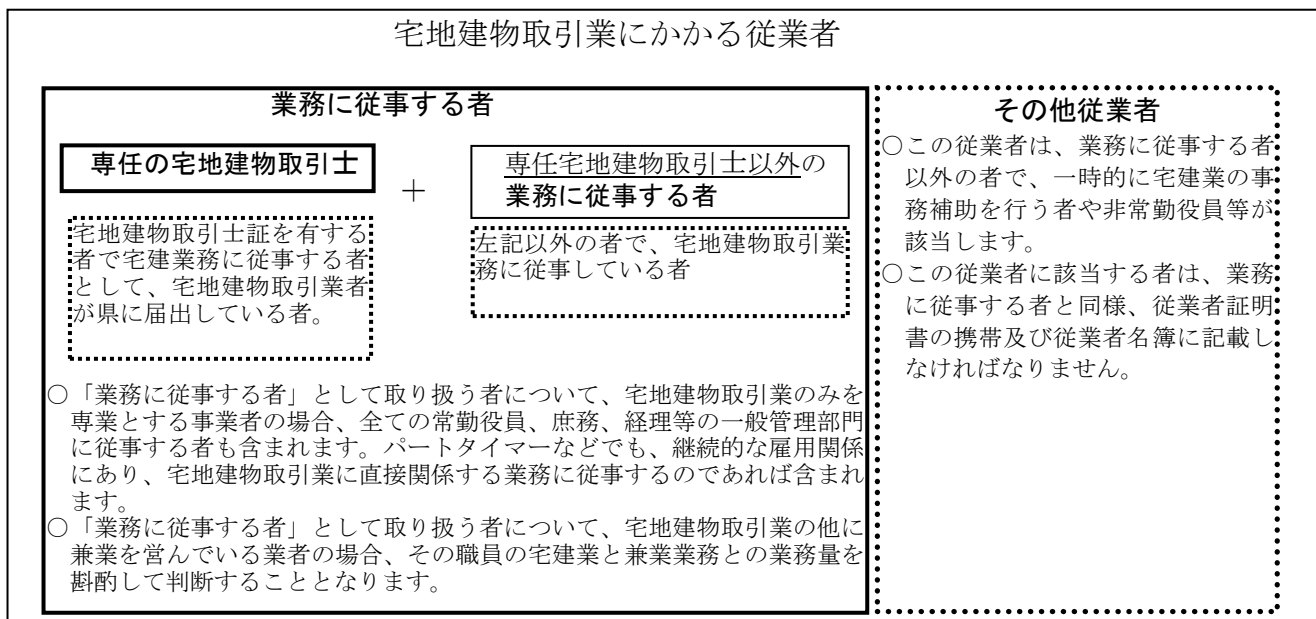 宅地建物取引業にかかる従業者
業務に従事する者
専任の宅地建物取引士
＋
専任宅地建物取引士以外の
業務に従事する者
宅地建物取引士証を有する
者で宅建業務に従事する者
として、宅地建物取引業者
が県に届出している者。
左記以外の者で、宅地建物取引業
務に従事している者
○「業務に従事する者」として取り扱う者について、宅地建物取引業のみを
専業とする事業者の場合、全ての常勤役員、庶務、経理等の一般管理部門
に従事する者も含まれます。パートタイマーなどでも、継続的な雇用関係
にあり、宅地建物取引業に直接関係する業務に従事するのであれば含まれ
ます。
○「業務に従事する者」として取り扱う者について、宅地建物取引業の他に
兼業を営んでいる業者の場合、その職員の宅建業と兼業業務との業務量を
斟酌して判断することとなります。
その他従業者
○この従業者は、業務に従事する者
以外の者で、一時的に宅建業の事
務補助を行う者や非常勤役員等が
該当します。
○この従業者に該当する者は、業務
に従事する者と同様、従業者証明
書の携帯及び従業者名簿に記載し
なければなりません。